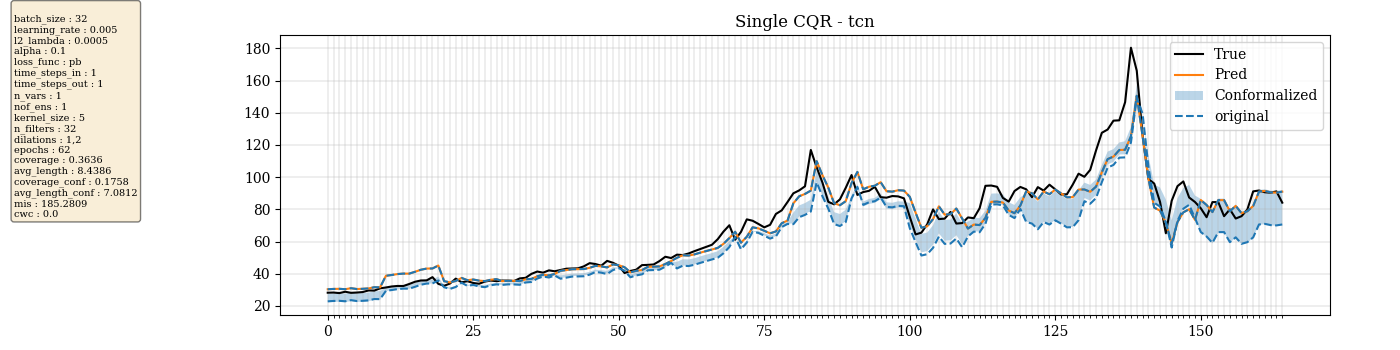 batch_size : 32
learning_rate : 0.005
l2_lambda : 0.0005
alpha : 0.1
loss_func : pb
time_steps_in : 1
time_steps_out : 1
n_vars : 1
nof_ens : 1
kernel_size : 5
n_filters : 32
dilations : 1,2
epochs : 62
coverage : 0.3636
avg_length : 8.4386
coverage_conf : 0.1758
avg_length_conf : 7.0812
mis : 185.2809
cwc : 0.0
Single CQR - tcn
180
160
140
120
100
80
60
40
20
0 25 50 75 100 125 150
True
Pred
Conformalized
original